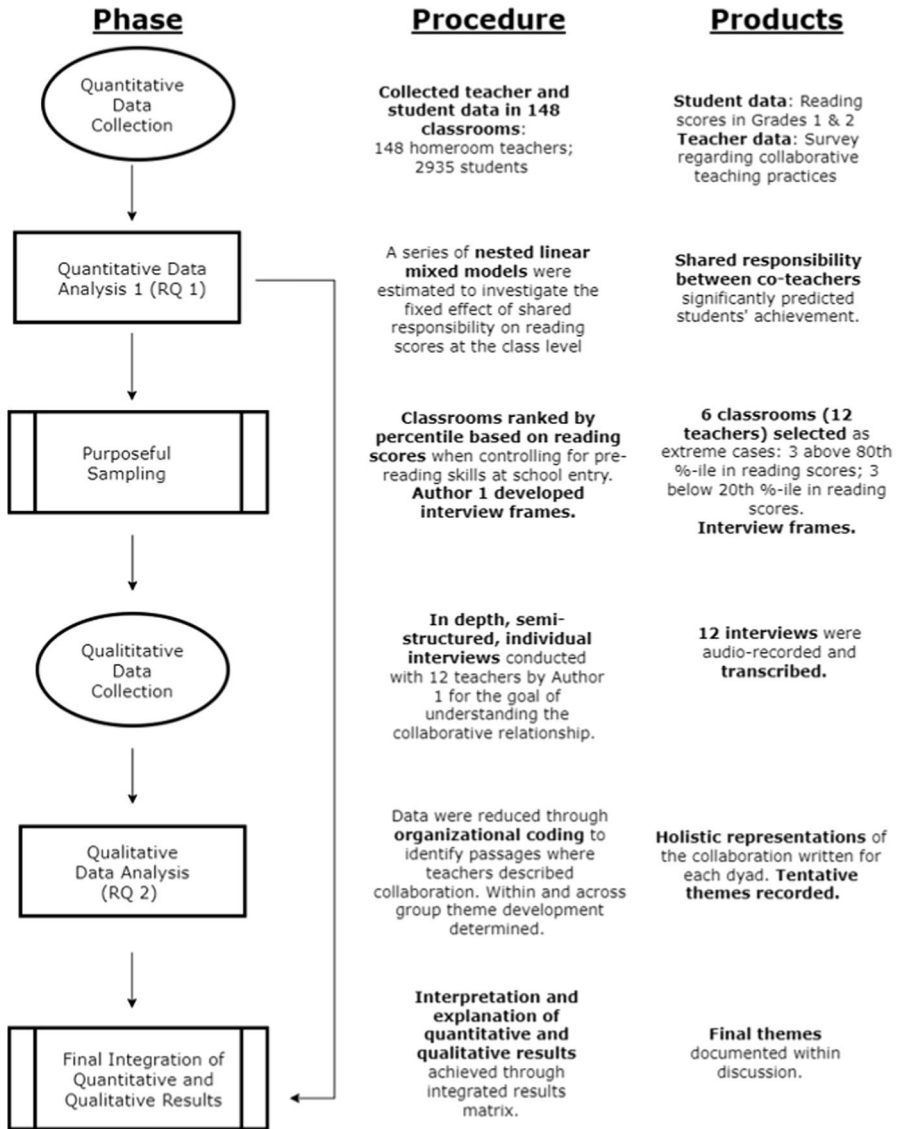 Phase
Procedure
Products
Quantitative
Data
Collection
Collected teacher and
student data in 148
classrooms:
148 homeroom teachers;
2935 students
Student data: Reading
scores in Grades 1 & 2
Teacher data: Survey
regarding collaborative
teaching practices
Quantitative Data
Analysis 1 (RQ 1)
A series of nested linear
mixed models were
estimated to investigate the
fixed effect of shared
responsibility on reading
scores at the class level
Shared responsibility
between co-teachers
significantly predicted
students' achievement.
Purposeful
Sampling
Classrooms ranked by
percentile based on reading
scores when controlling for pre-
reading skills at school entry.
Author 1 developed
interview frames.
6 classrooms (12
teachers) selected as
extreme cases: 3 above 80th
%-ile in reading scores; 3
below 20th %-ile in reading
scores.
Interview frames.
Qualititative
Data
Collection
In depth, semi-
structured, individual
interviews conducted
with 12 teachers by Author
1 for the goal of
understanding the
collaborative relationship.
12 interviews were
audio-recorded and
transcribed.
Qualitative
Data Analysis
(RQ 2)
Data were reduced through
organizational coding to
identify passages where
teachers described
collaboration. Within and across
group theme development
determined.
Holistic representations of
the collaboration written for
each dyad. Tentative
themes recorded.
Final Integration of
Quantitative and
Qualitative Results
Interpretation and
explanation of
quantitative and
qualitative results
achieved through
integrated results
matrix.
Final themes
documented within
discussion.